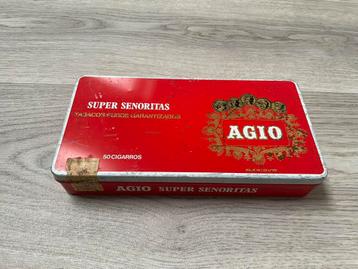 SUPER SENORITAS
TABACOS PUROS GARANTIZADOS
50 CIGARROS
AGIO
AGIO SUPER SENORITAS